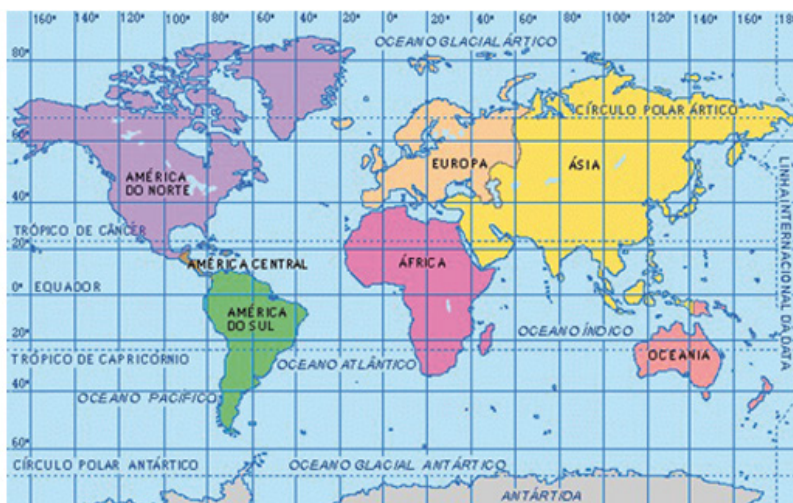 160° 120° 100° 80° 60° 40° 20° 0° 20° 40° 60° 80° 100° 120° 140° 160° 160°
OCEANO GLACIAL ÁRTICO
80°
CÍRCULO POLAR ÁRTICO
60°
EUROPA
ÁSIA
AMÉRICA
DO NORTE
LINHA INTERNACIONAL DA DATA
40°
TRÓPICO DE CÂNCER
20°
AMÉRICA CENTRAL
ÁFRICA
EQUADOR
0°
AMÉRICA
DO SUL
OCEANO ÍNDICO
20°
OCEANIA
TRÓPICO DE CAPRICÓRNIO
OCEANO ATLÂNTICO
40°
OCEANO PACÍFICO
60°
CÍRCULO POLAR ANTÁRTICO
OCEANO GLACIAL ANTÁRTICO
ANTÁRTIDA